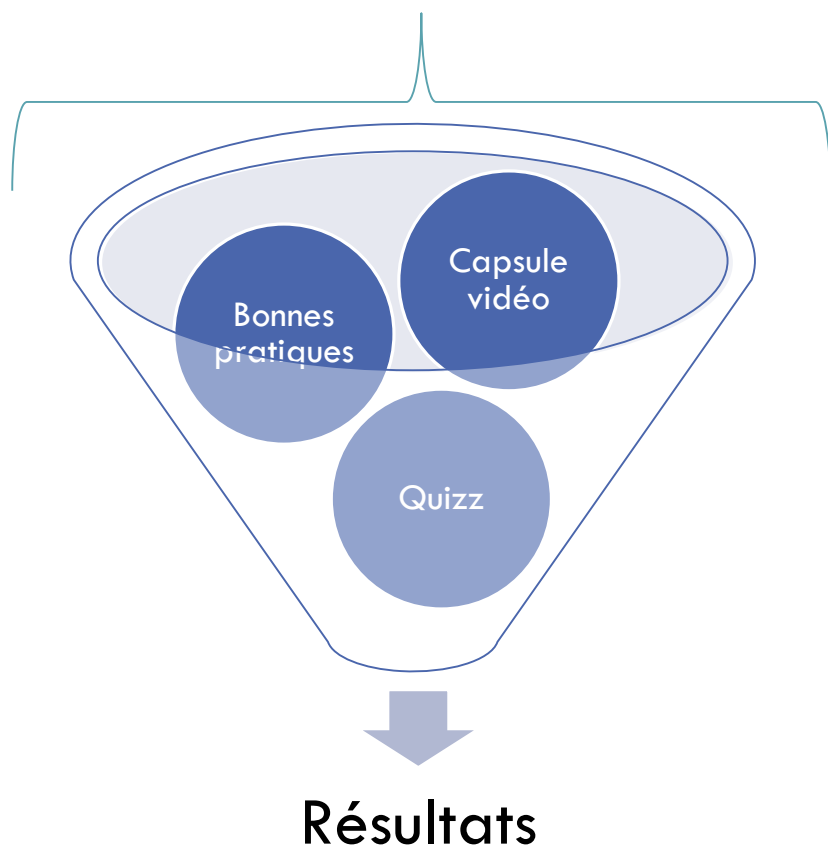 Capsule
vidéo
Bonnes
pratiques
Quizz
Résultats